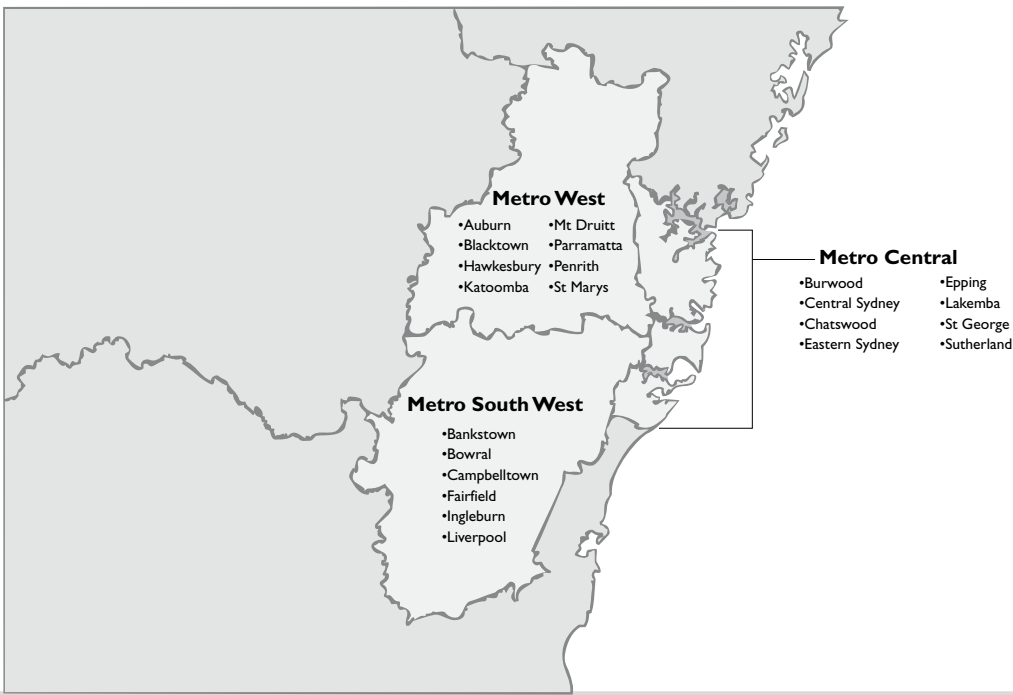 Metro West
•Auburn •Mt Druitt
•Blacktown •Parramatta
•Hawkesbury •Penrith
•Katoomba •St Marys
Metro Central
•Burwood •Epping
•Central Sydney •Lakemba
•Chatswood •St George
•Eastern Sydney •Sutherland
Metro South West
•Bankstown
•Bowral
•Campbelltown
•Fairfield
•Ingleburn
•Liverpool